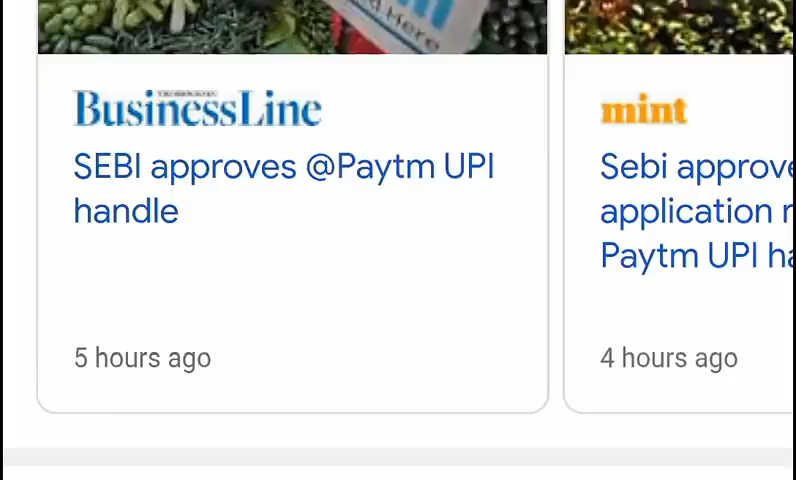 d Here
BusinessLine
SEBI approves @Paytm UPI
handle
5 hours ago
mint
Sebi approve
application r
Paytm UPI ha
4 hours ago